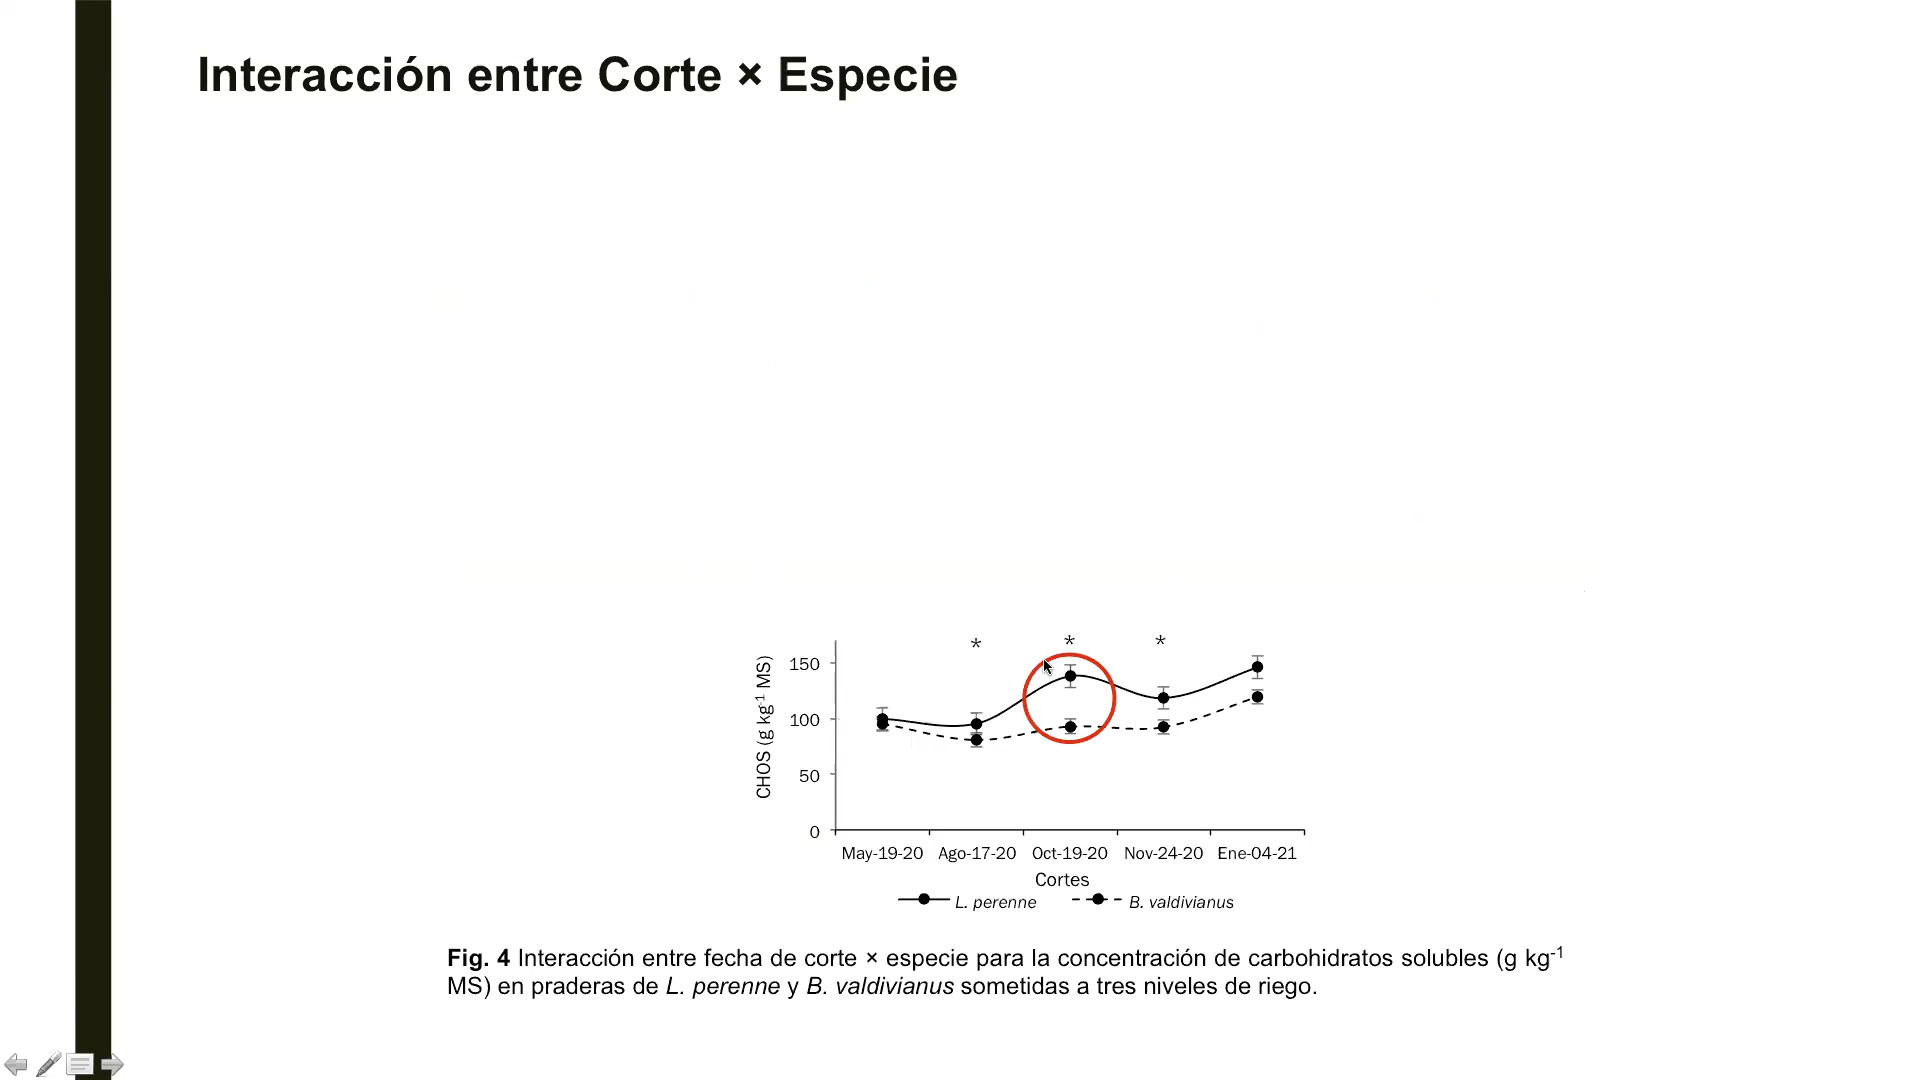 Interacción entre Corte × Especie
* * *
CHOS (g kg⁻¹ MS)
150
100
50
0
May-19-20 Ago-17-20 Oct-19-20 Nov-24-20 Ene-04-21
Cortes
L. perenne B. valdivianus
Fig. 4 Interacción entre fecha de corte × especie para la concentración de carbohidratos solubles (g kg⁻¹
MS) en praderas de L. perenne y B. valdivianus sometidas a tres niveles de riego.